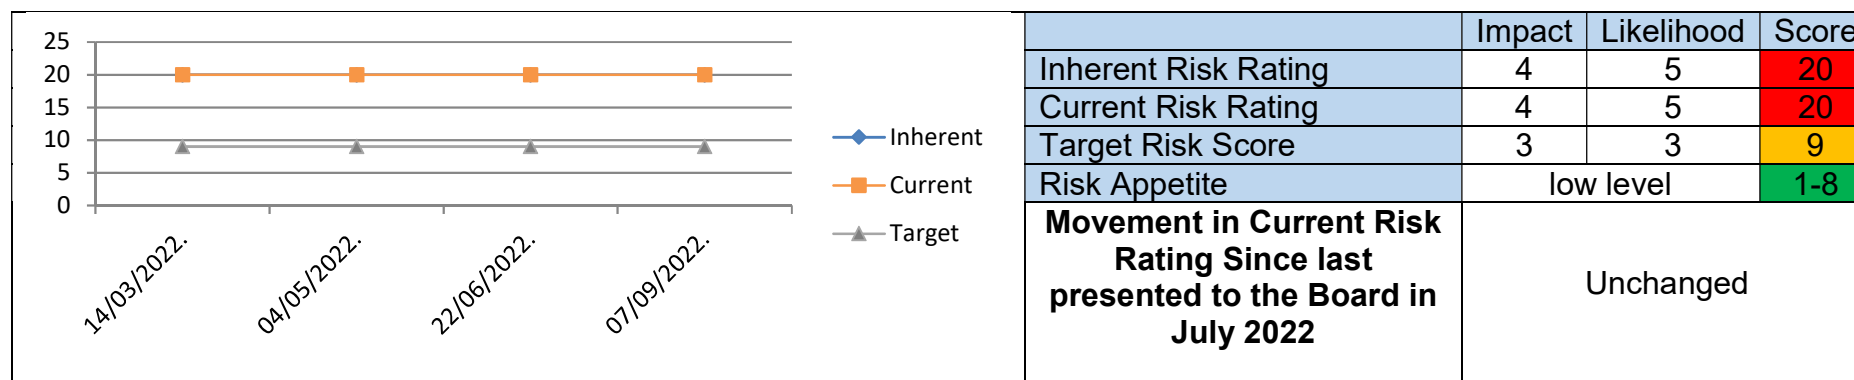 25
20
15
10
5
0
14/03/2022.
04/05/2022.
22/06/2022.
07/09/2022.
Inherent
Current
Target
Impact Likelihood Score
Inherent Risk Rating 4 5 20
Current Risk Rating 4 5 20
Target Risk Score 3 3 9
Risk Appetite low level 1-8
Movement in Current Risk
Rating Since last
presented to the Board in
July 2022
Unchanged